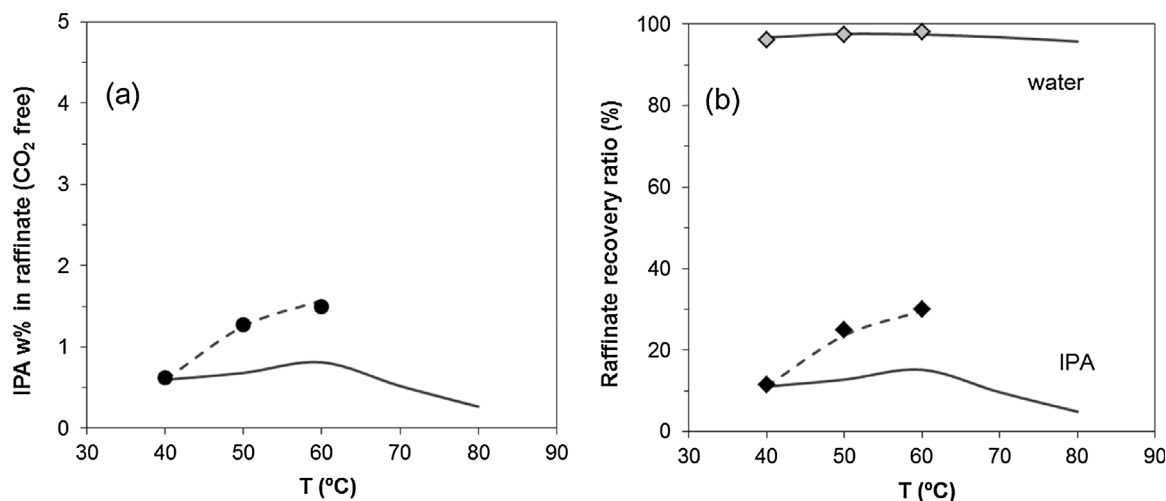 IPA w% in raffinate (CO2 free)
5
4
3
2
1
0
(a)
30 40 50 60 70 80 90
T (ºC)
Raffinate recovery ratio (%)
100
80
60
40
20
0
(b)
water
IPA
30 40 50 60 70 80 90
T (ºC)